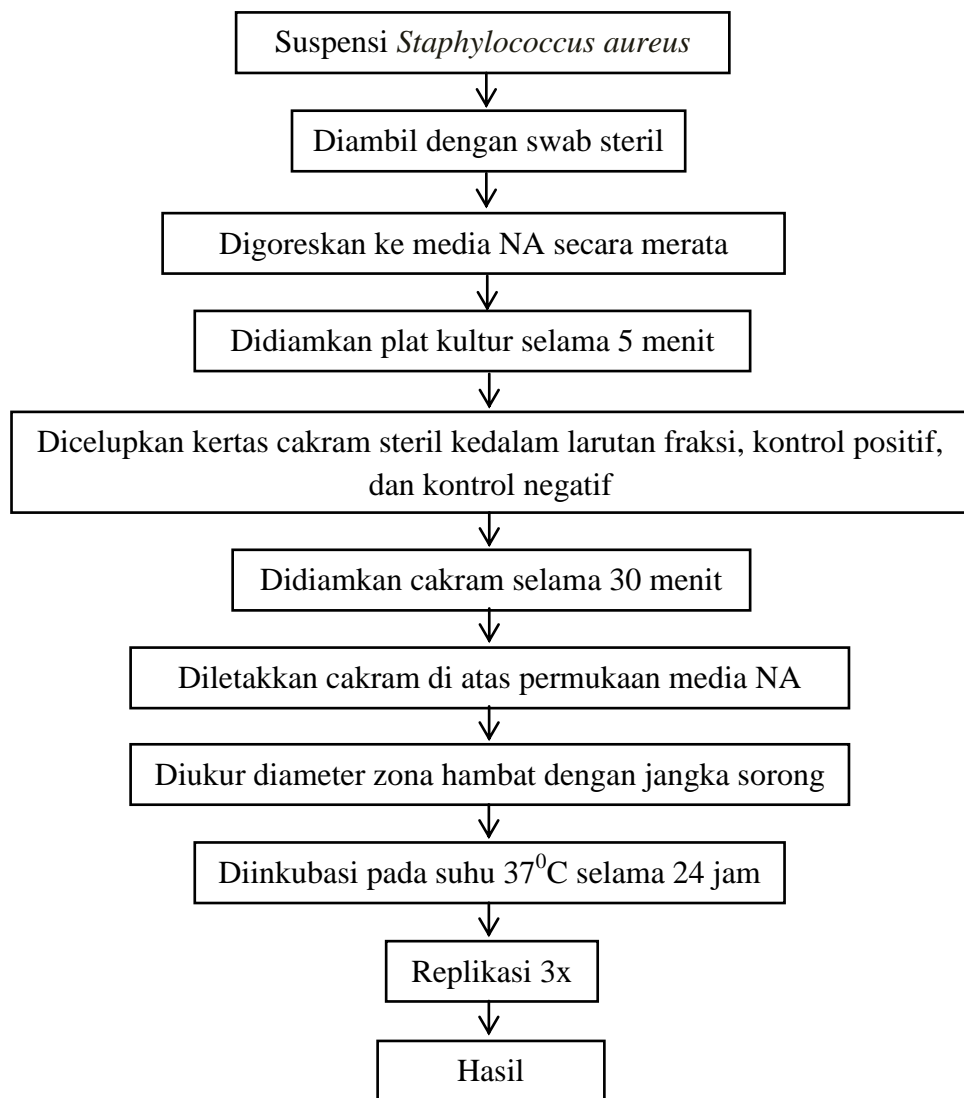 Suspensi Staphylococcus aureus
Diambil dengan swab steril
Digoreskan ke media NA secara merata
Didiamkan plat kultur selama 5 menit
Dicelupkan kertas cakram steril kedalam larutan fraksi, kontrol positif,
dan kontrol negatif
Didiamkan cakram selama 30 menit
Diletakkan cakram di atas permukaan media NA
Diukur diameter zona hambat dengan jangka sorong
Diinkubasi pada suhu 37⁰C selama 24 jam
Replikasi 3x
Hasil